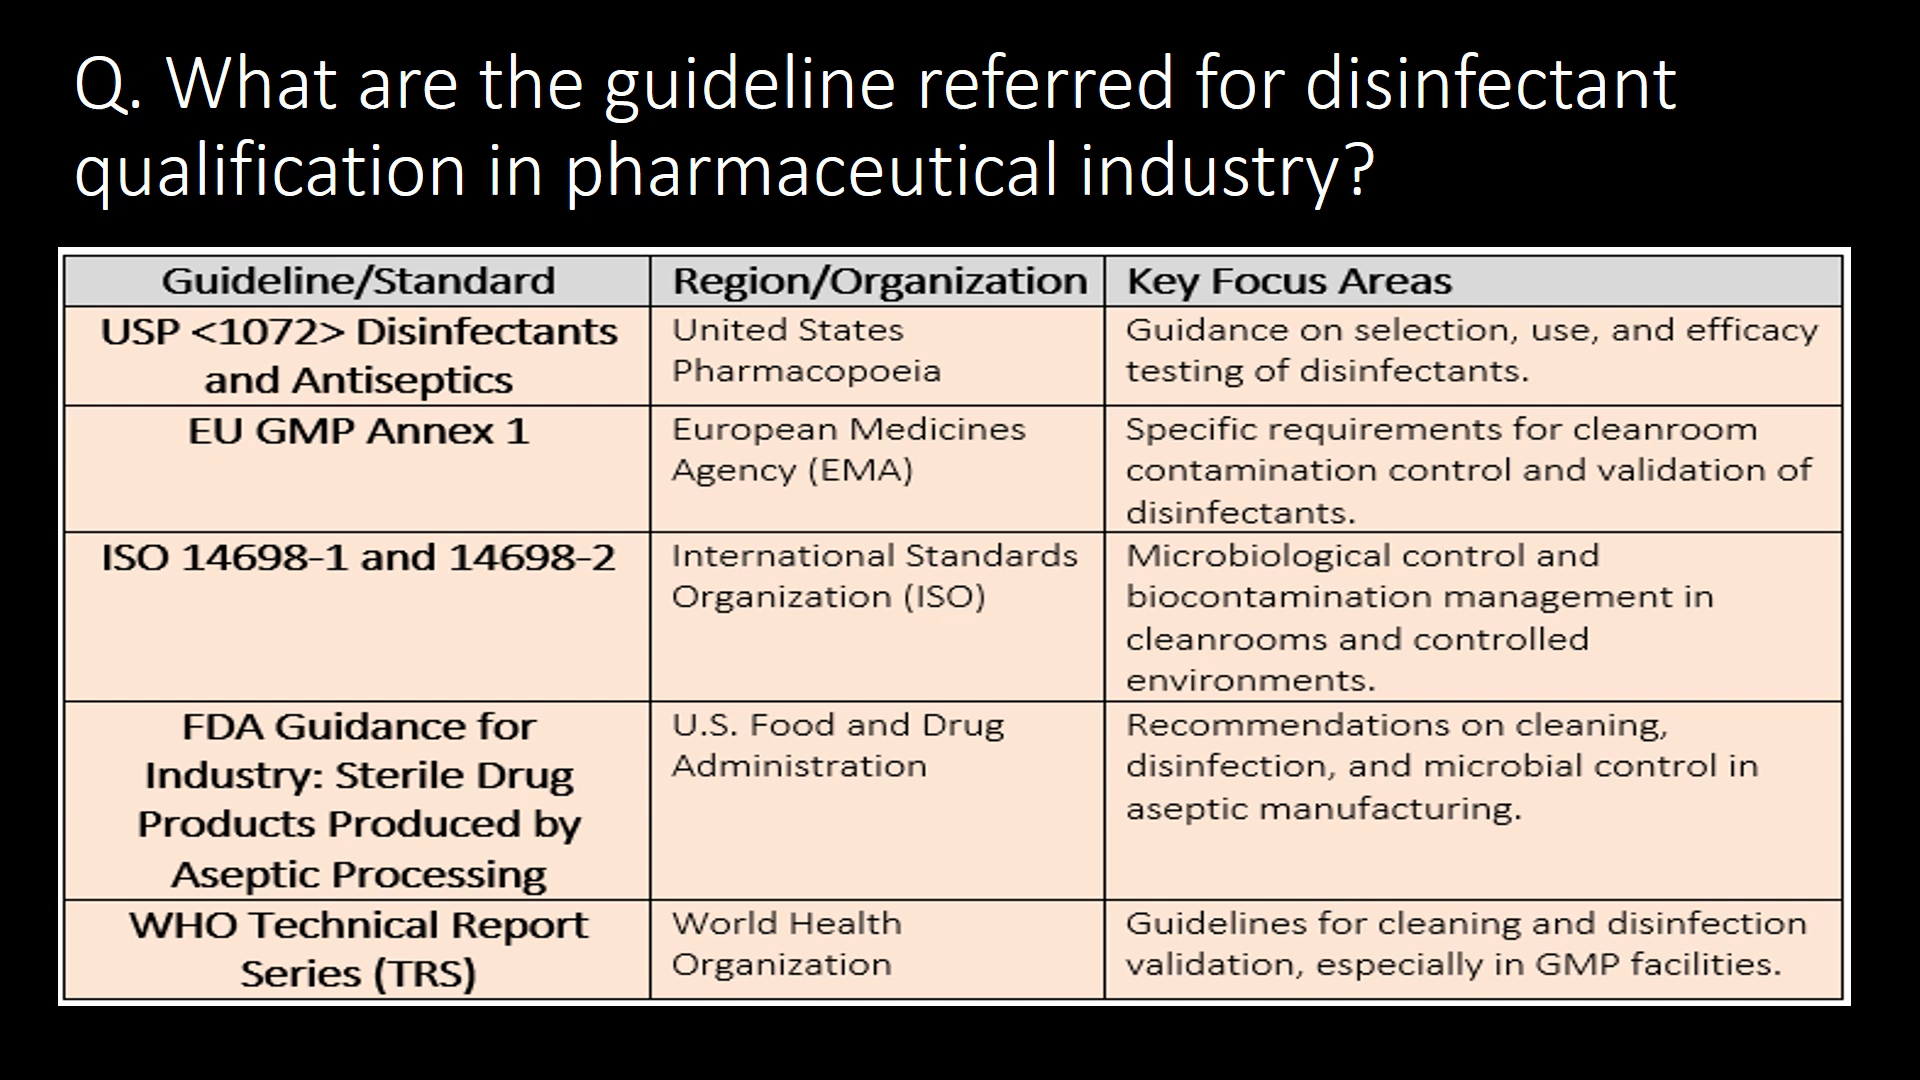 Q. What are the guideline referred for disinfectant
qualification in pharmaceutical industry?
Guideline/Standard
Region/Organization
Key Focus Areas
USP <1072> Disinfectants
and Antiseptics
United States
Pharmacopoeia
Guidance on selection, use, and efficacy
testing of disinfectants.
EU GMP Annex 1
European Medicines
Agency (EMA)
Specific requirements for cleanroom
contamination control and validation of
disinfectants.
ISO 14698-1 and 14698-2
International Standards
Organization (ISO)
Microbiological control and
biocontamination management in
cleanrooms and controlled
environments.
FDA Guidance for
Industry: Sterile Drug
Products Produced by
Aseptic Processing
U.S. Food and Drug
Administration
Recommendations on cleaning,
disinfection, and microbial control in
aseptic manufacturing.
WHO Technical Report
Series (TRS)
World Health
Organization
Guidelines for cleaning and disinfection
validation, especially in GMP facilities.